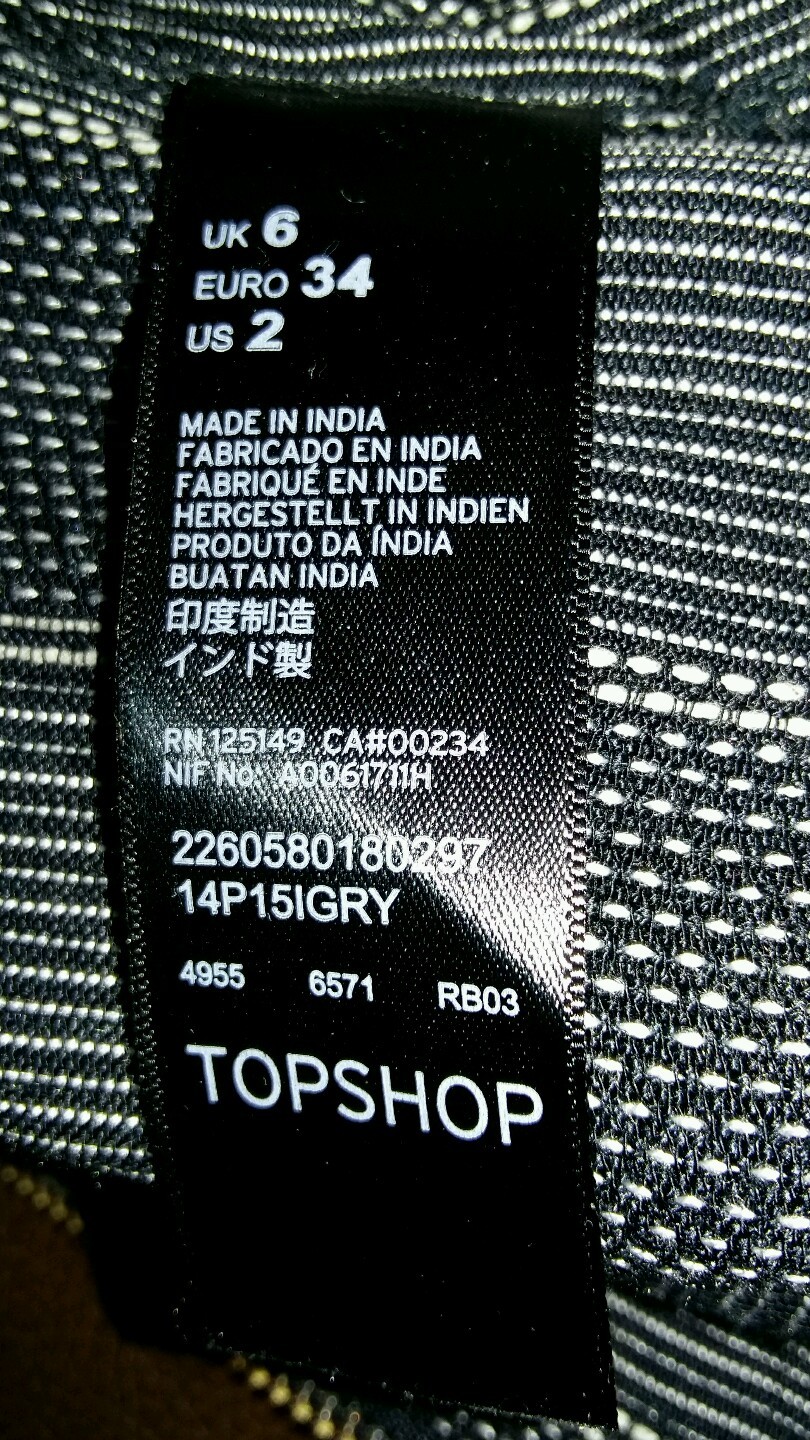 UK 6
EURO 34
US 2
MADE IN INDIA
FABRICADO EN INDIA
FABRIQUÉ EN INDE
HERGESTELLT IN INDIEN
PRODUTO DA ÍNDIA
BUATAN INDIA
印度制造
インド製
RN 125149 CA#00234
NIF No: A0061711H
2260580180297
14P15IGRY
4955 6571 RB03
TOPSHOP